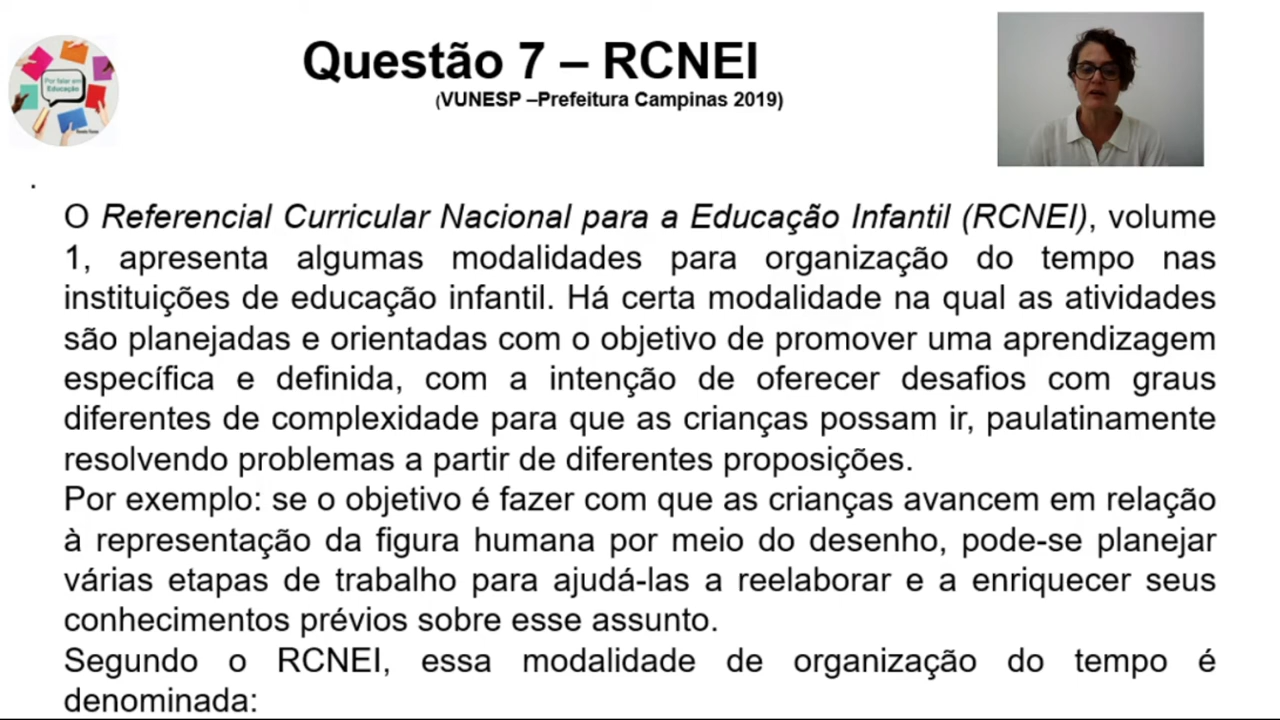 Questão 7 – RCNEI
(VUNESP –Prefeitura Campinas 2019)
Por falar em
Educação
.
O Referencial Curricular Nacional para a Educação Infantil (RCNEI), volume
1, apresenta algumas modalidades para organização do tempo nas
instituições de educação infantil. Há certa modalidade na qual as atividades
são planejadas e orientadas com o objetivo de promover uma aprendizagem
específica e definida, com a intenção de oferecer desafios com graus
diferentes de complexidade para que as crianças possam ir, paulatinamente
resolvendo problemas a partir de diferentes proposições.
Por exemplo: se o objetivo é fazer com que as crianças avancem em relação
à representação da figura humana por meio do desenho, pode-se planejar
várias etapas de trabalho para ajudá-las a reelaborar e a enriquecer seus
conhecimentos prévios sobre esse assunto.
Segundo o RCNEI, essa modalidade de organização do tempo é
denominada: